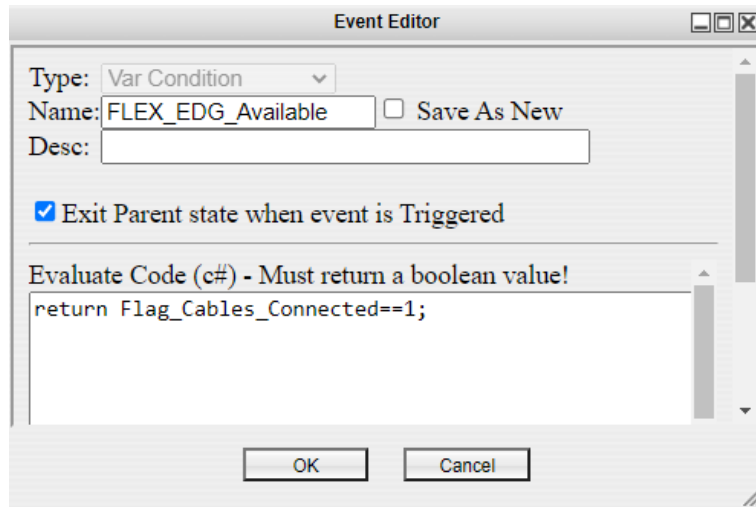 Event Editor
Type: Var Condition
Name: FLEX_EDG_Available Save As New
Desc:
Exit Parent state when event is Triggered
Evaluate Code (c#) - Must return a boolean value!
return Flag_Cables_Connected==1;
OK Cancel